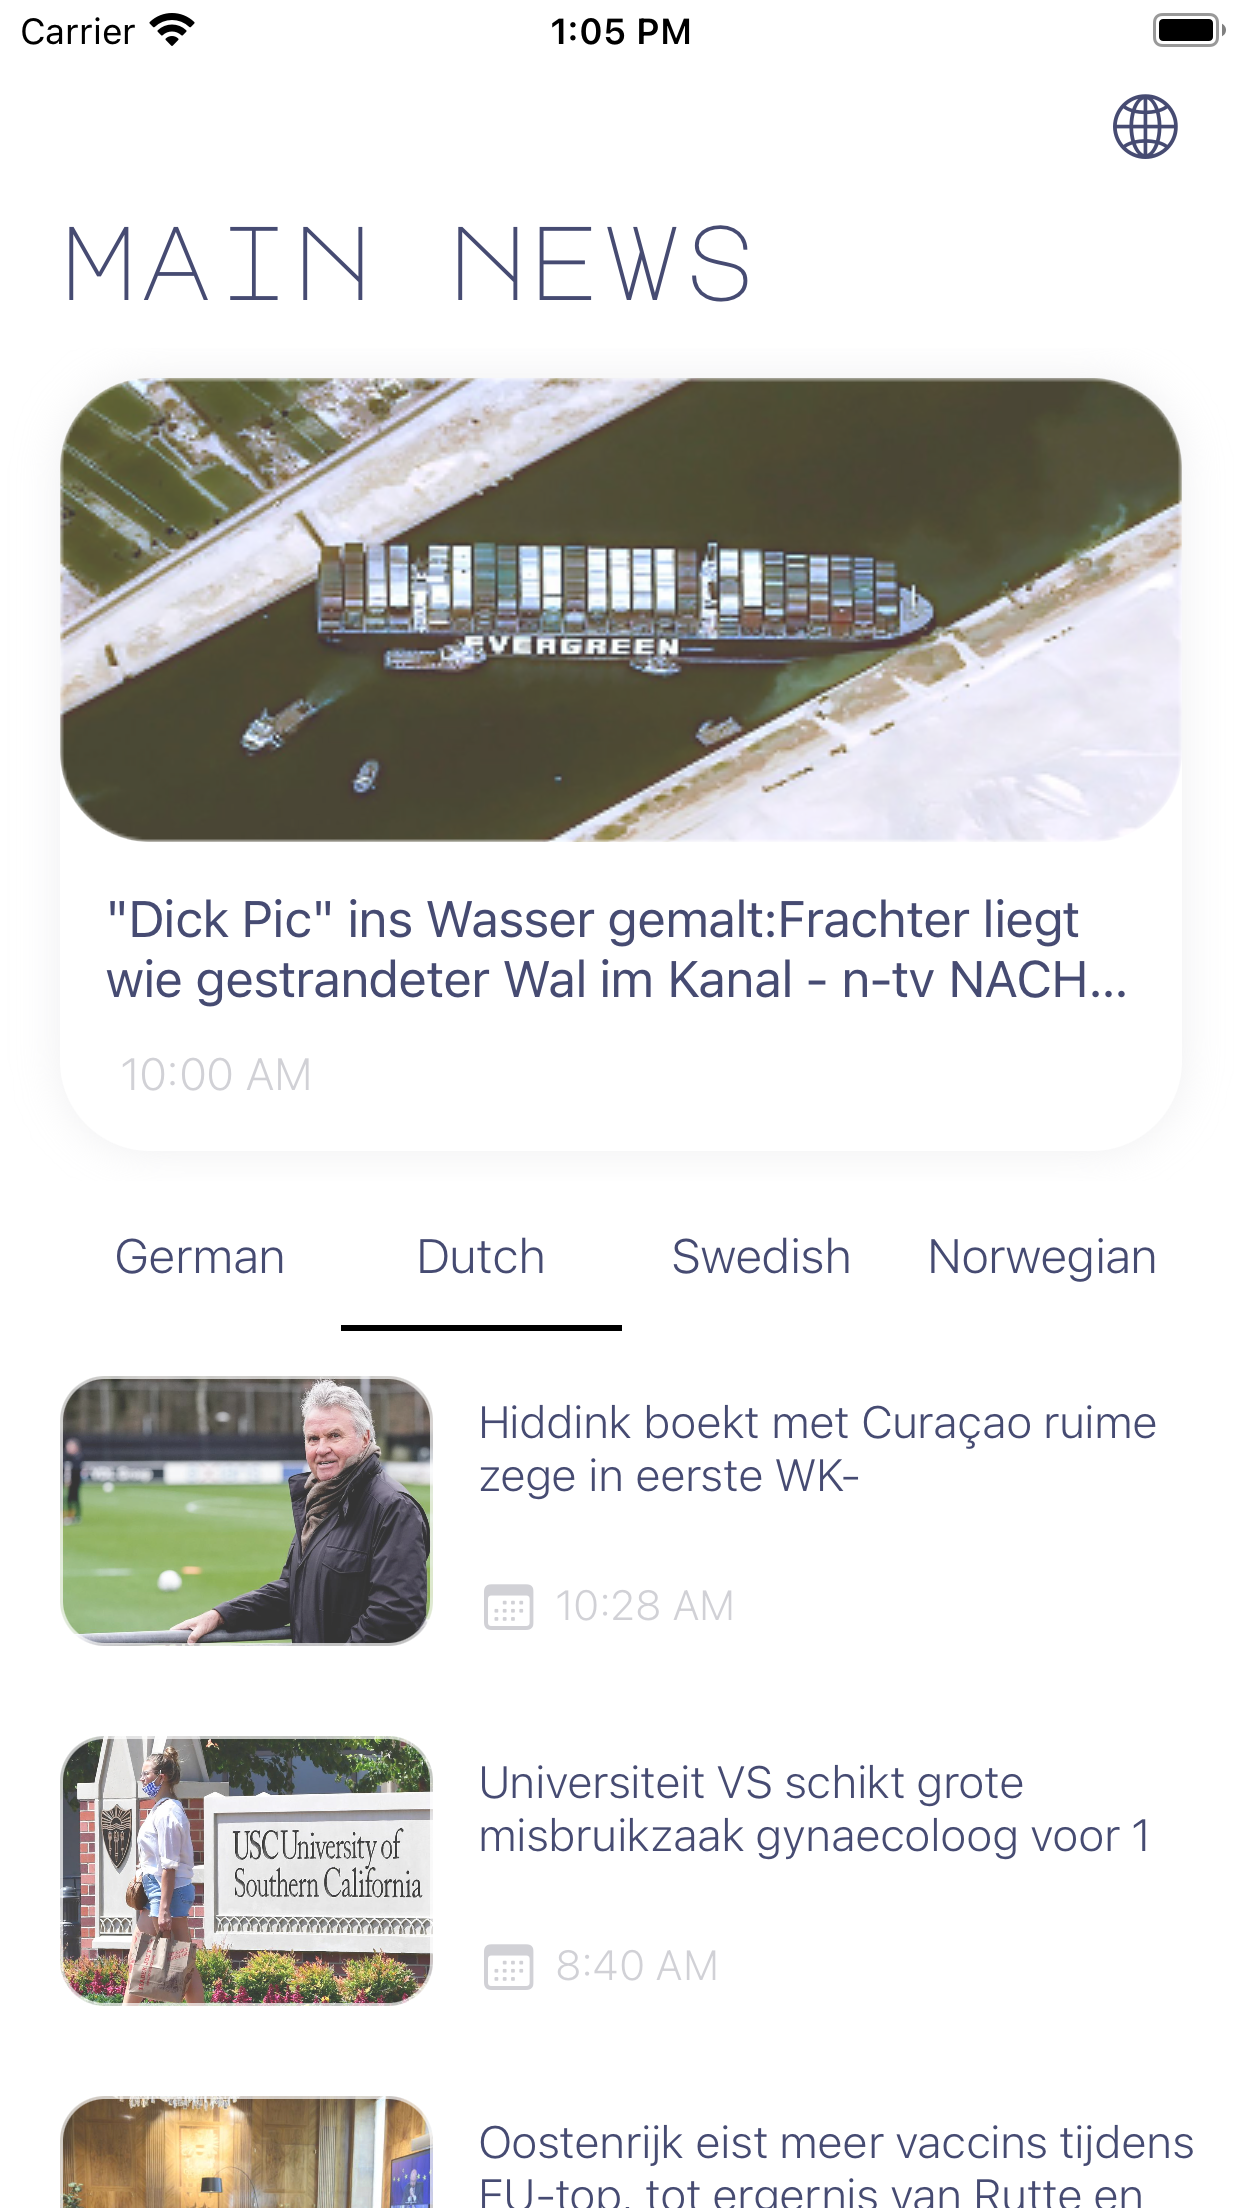 Carrier
1:05 PM
MAIN NEWS
EVERGREEN
"Dick Pic" ins Wasser gemalt:Frachter liegt
wie gestrandeter Wal im Kanal - n-tv NACH...
10:00 AM
German
Dutch
Swedish
Norwegian
Hiddink boekt met Curaçao ruime
zege in eerste WK-
10:28 AM
USC University of
Southern California
Universiteit VS schikt grote
misbruikzaak gynaecoloog voor 1
8:40 AM
Oostenrijk eist meer vaccins tijdens
EU-top, tot ergernis van Rutte en